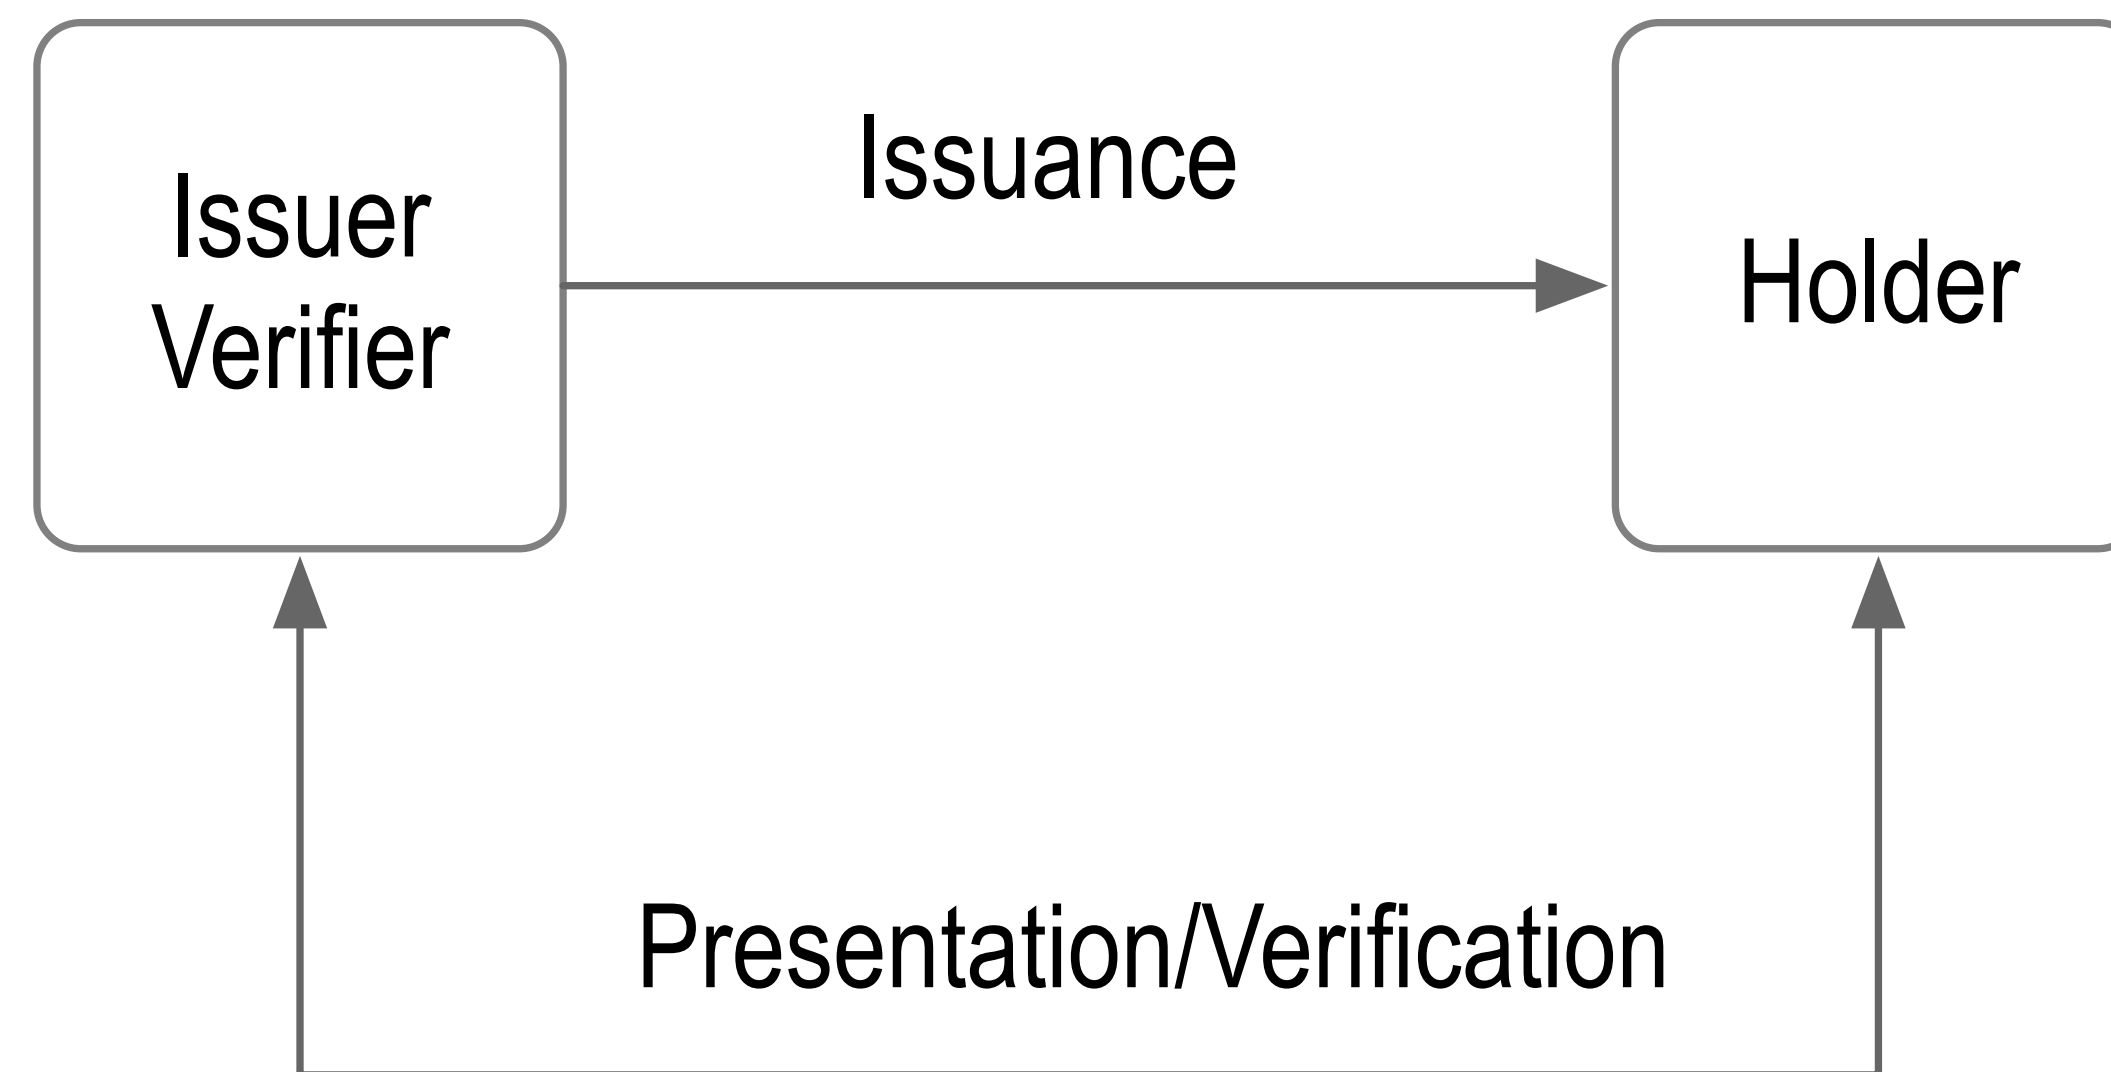 Issuer
Verifier
Issuance
Holder
Presentation/Verification